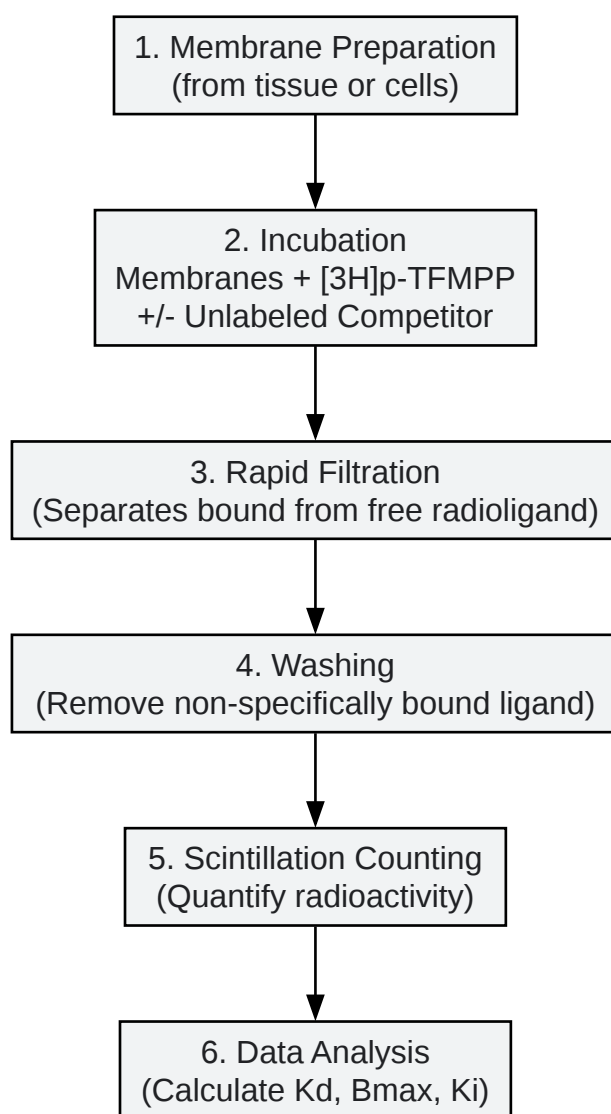 1. Membrane Preparation
(from tissue or cells)
2. Incubation
Membranes + [3H]p-TFMPP
+/- Unlabeled Competitor
3. Rapid Filtration
(Separates bound from free radioligand)
4. Washing
(Remove non-specifically bound ligand)
5. Scintillation Counting
(Quantify radioactivity)
6. Data Analysis
(Calculate Kd, Bmax, Ki)